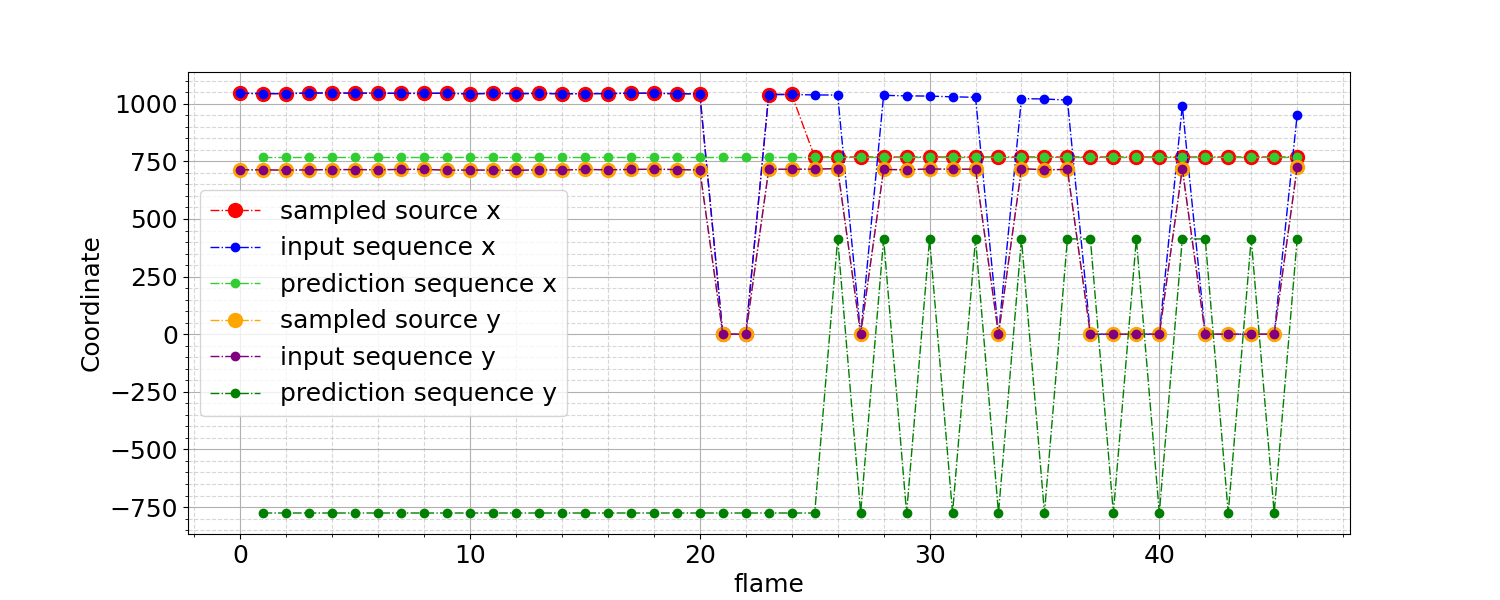 1000
750
500
250
0
−250
−500
−750
Coordinate
sampled source x
input sequence x
prediction sequence x
sampled source y
input sequence y
prediction sequence y
0 10 20 30 40
flame